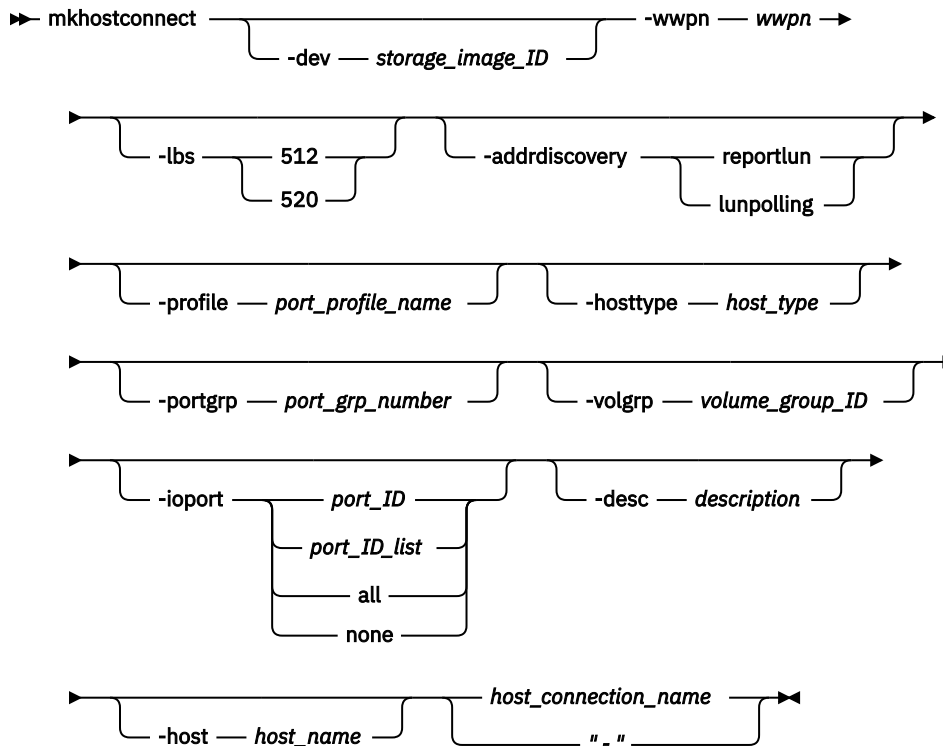 mkhostconnect -wwpn wwpn
-dev storage_image_ID
-lbs 512 -addrdiscovery reportlun
520 lunpolling
-profile port_profile_name -hosttype host_type
-portgrp port_grp_number -volgrp volume_group_ID
-ioport port_ID -desc description
port_ID_list
all
none
host_connection_name
-host host_name " - "